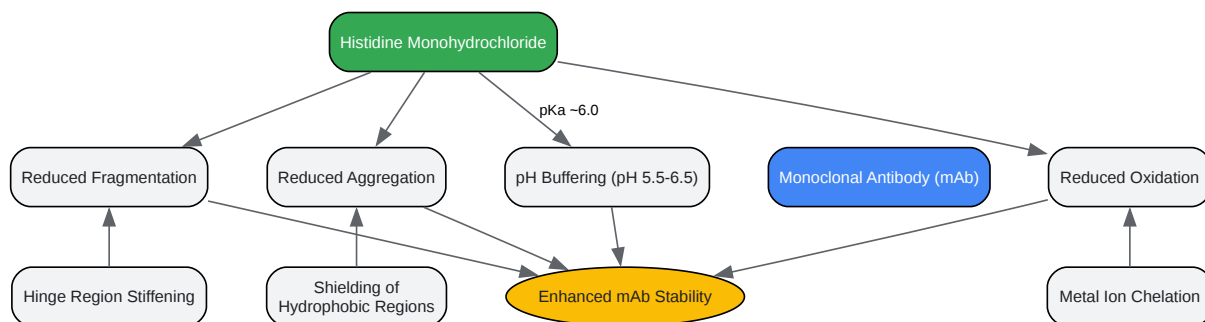 Histidine Monohydrochloride
pKa ~6.0
Reduced Fragmentation
Reduced Aggregation
pH Buffering (pH 5.5-6.5)
Monoclonal Antibody (mAb)
Reduced Oxidation
Hinge Region Stiffening
Shielding of
Hydrophobic Regions
Enhanced mAb Stability
Metal Ion Chelation